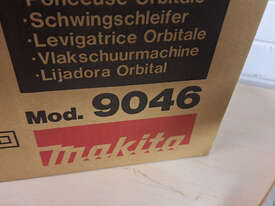 Ponceuse Orbitale
·Schwingschleifer
·Levigatrice Orbitale
·Vlakschuurmachine
·Lijadora Orbital
Mod. 9046
makita